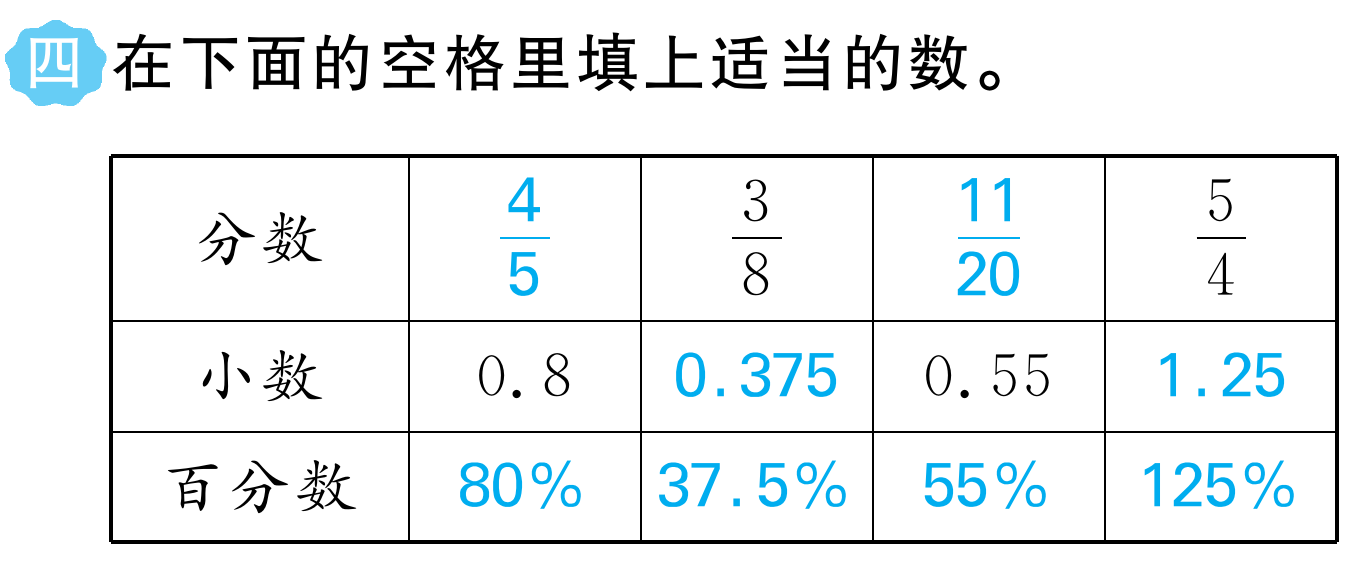 四 在下面的空格里填上适当的数。
分数 4/5 3/8 11/20 5/4
小数 0.8 0.375 0.55 1.25
百分数 80% 37.5% 55% 125%